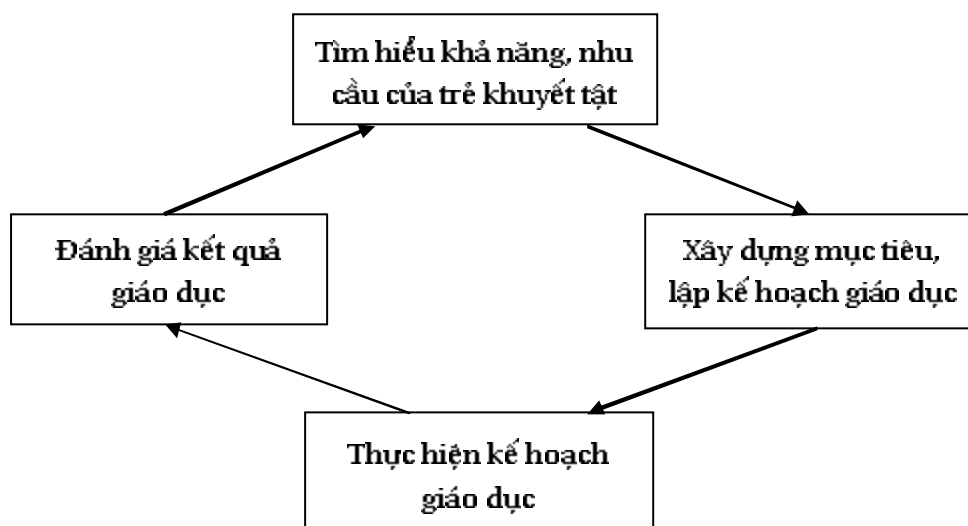 Tìm hiểu khả năng, nhu
cầu của trẻ khuyết tật
Xây dựng mục tiêu,
lập kế hoạch giáo dục
Thực hiện kế hoạch
giáo dục
Đánh giá kết quả
giáo dục